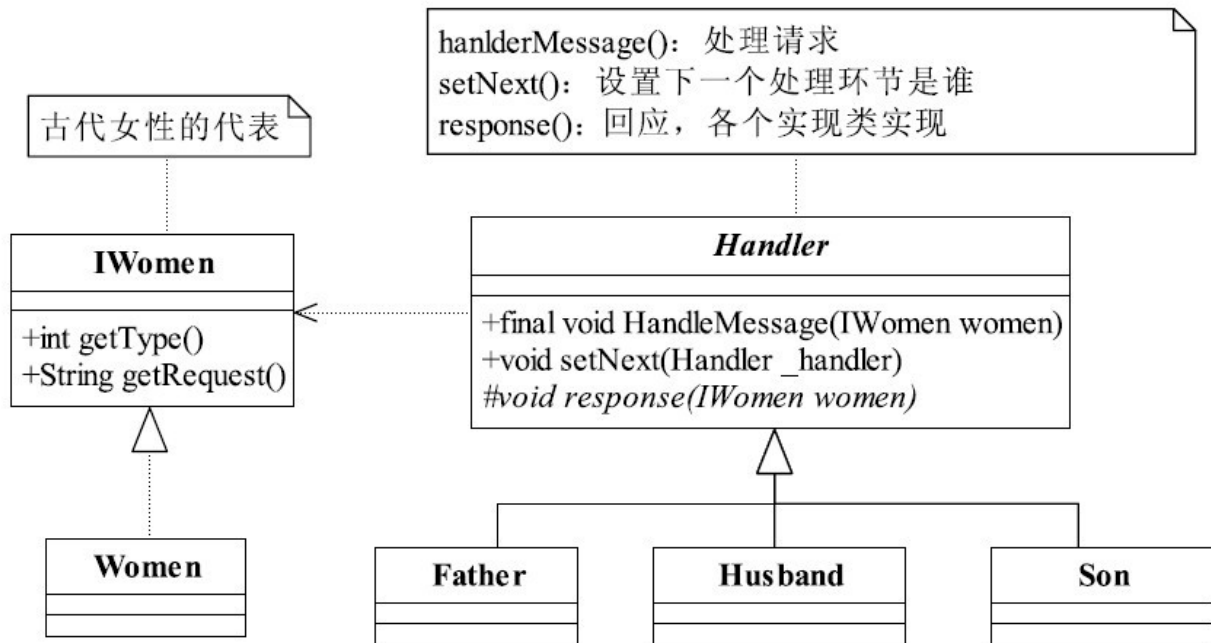 hanlderMessage()：处理请求
setNext()：设置下一个处理环节是谁
response()：回应，各个实现类实现
古代女性的代表
IWomen
+int getType()
+String getRequest()
Handler
+final void HandleMessage(IWomen women)
+void setNext(Handler _handler)
#void response(IWomen women)
Women
Father
Husband
Son